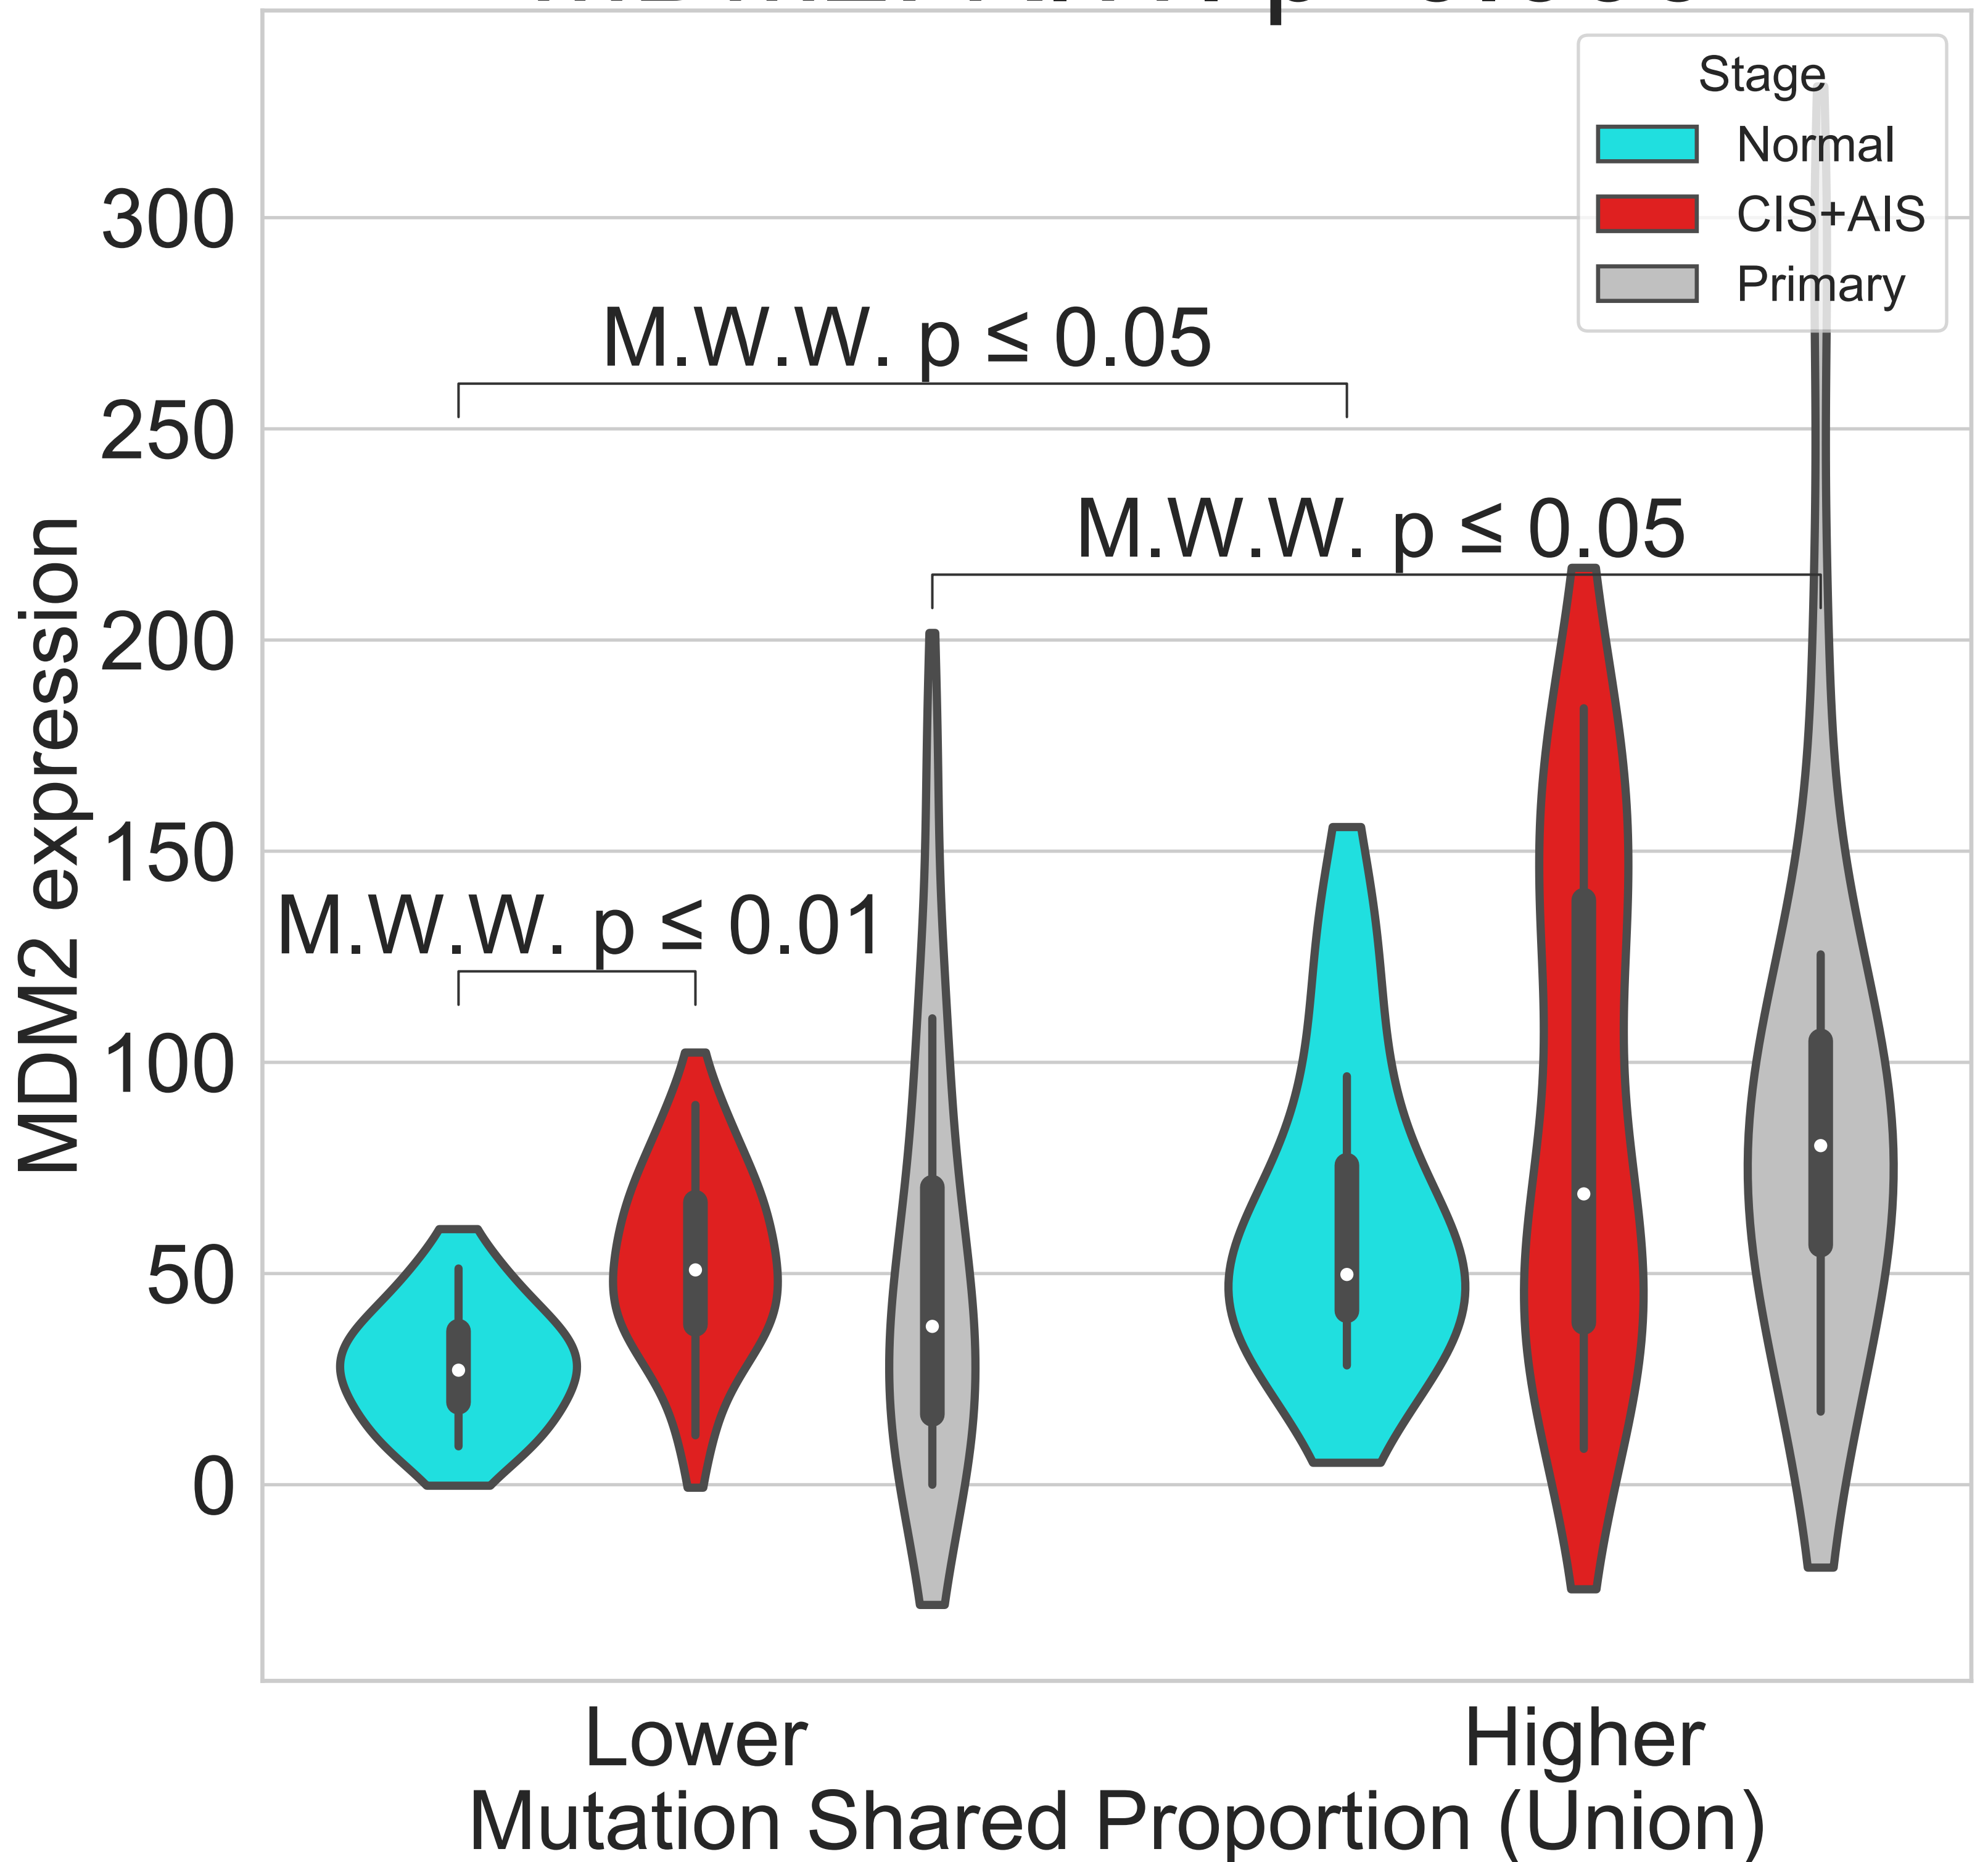 Stage
Normal
CIS+AIS
Primary
M.W.W. p ≤ 0.05
M.W.W. p ≤ 0.05
M.W.W. p ≤ 0.01
300
250
200
150
100
50
0
MDM2 expression
Lower
Higher
Mutation Shared Proportion (Union)